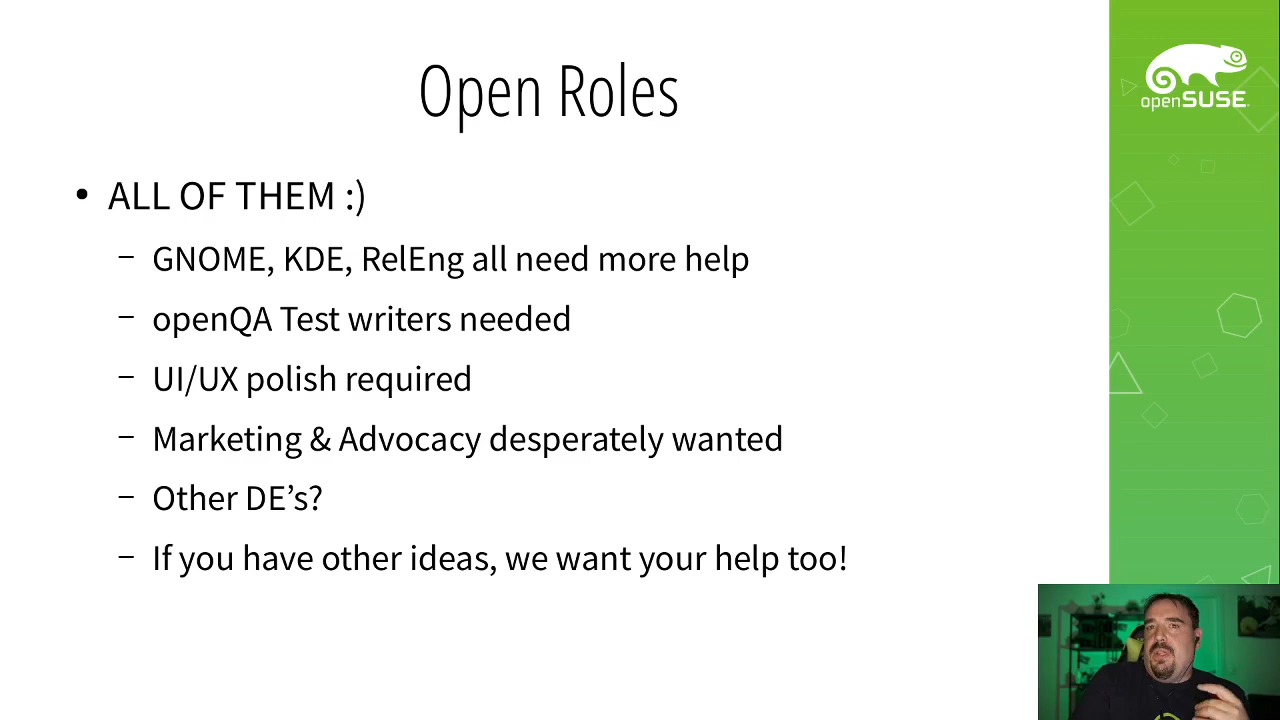 Open Roles
openSUSE
• ALL OF THEM :)
– GNOME, KDE, RelEng all need more help
– openQA Test writers needed
– UI/UX polish required
– Marketing & Advocacy desperately wanted
– Other DE’s?
– If you have other ideas, we want your help too!